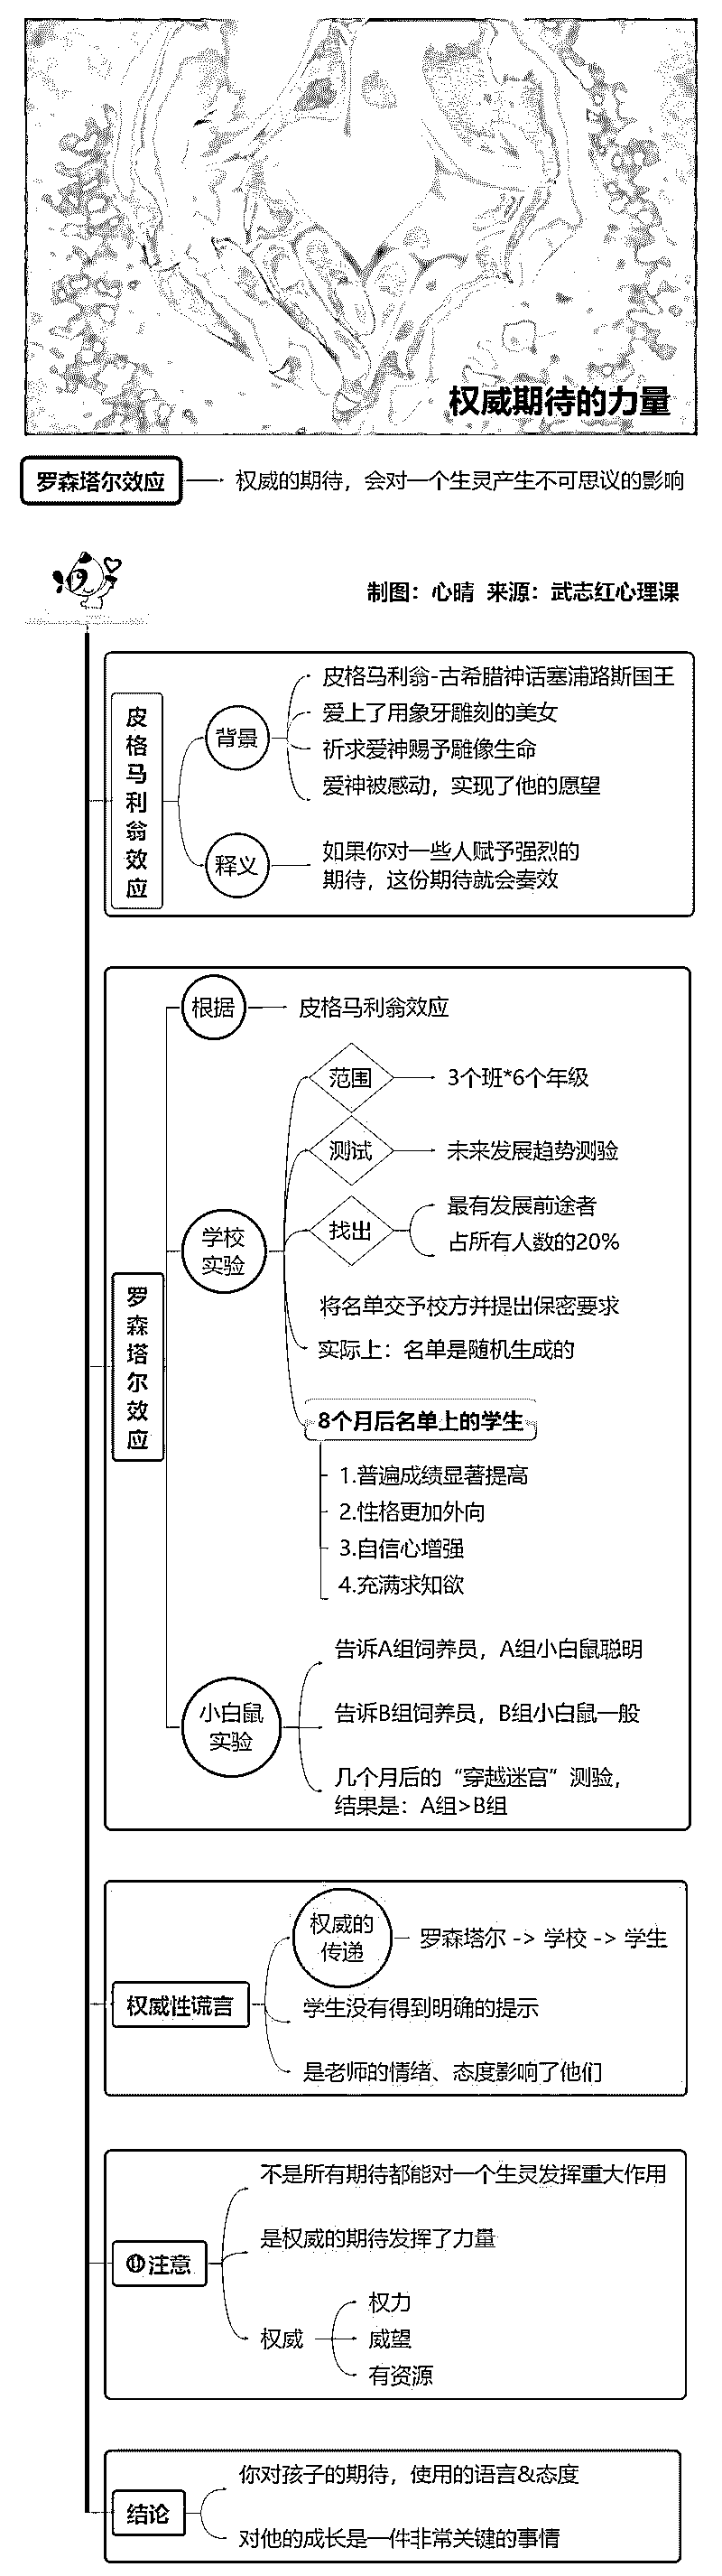 权威期待的力量
罗森塔尔效应
权威的期待，会对一个生灵产生不可思议的影响
制图：心晴 来源：武志红心理课
皮格马利翁效应
背景
皮格马利翁-古希腊神话塞浦路斯国王
爱上了用象牙雕刻的美女
祈求爱神赐予雕像生命
爱神被感动，实现了他的愿望
释义
如果你对一些人赋予强烈的
期待，这份期待就会奏效
罗森塔尔效应
根据
皮格马利翁效应
学校
实验
范围
3个班*6个年级
测试
未来发展趋势测验
找出
最有发展前途者
占所有人数的20%
将名单交予校方并提出保密要求
实际上：名单是随机生成的
8个月后名单上的学生
1.普遍成绩显著提高
2.性格更加外向
3.自信心增强
4.充满求知欲
小白鼠
实验
告诉A组饲养员，A组小白鼠聪明
告诉B组饲养员，B组小白鼠一般
几个月后的“穿越迷宫”测验，
结果是：A组>B组
权威性谎言
权威的
传递
罗森塔尔 -> 学校 -> 学生
学生没有得到明确的提示
是老师的情绪、态度影响了他们
注意
不是所有期待都能对一个生灵发挥重大作用
是权威的期待发挥了力量
权威
权力
威望
有资源
结论
你对孩子的期待，使用的语言&态度
对他的成长是一件非常关键的事情